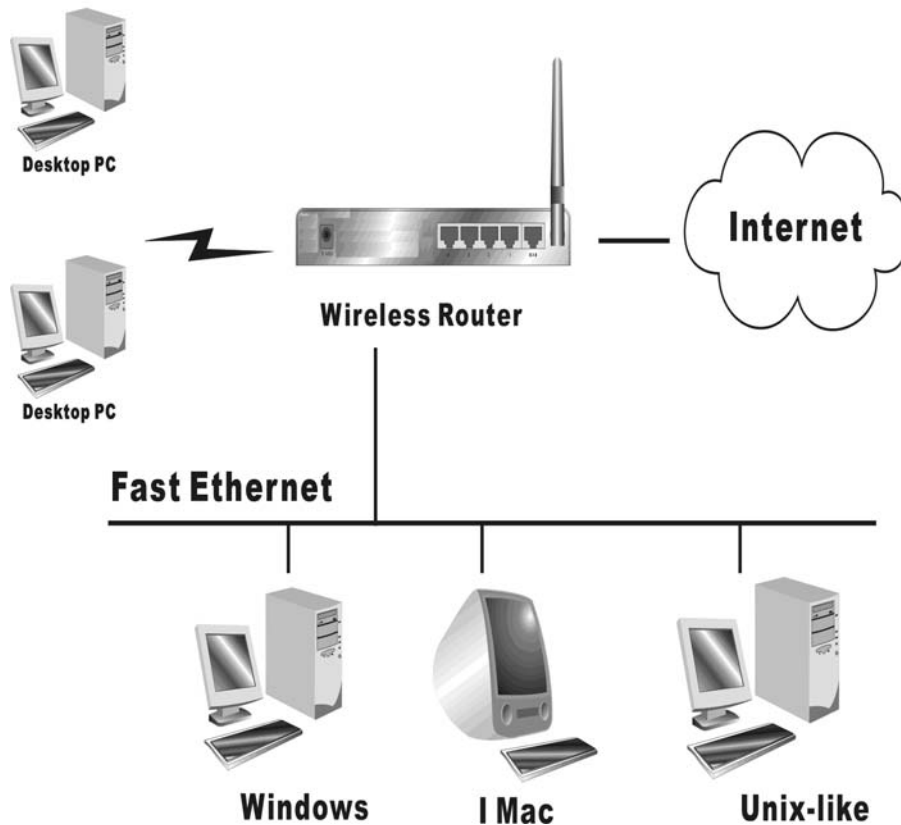 Desktop PC
Internet
Wireless Router
Desktop PC
Fast Ethernet
Windows
I Mac
Unix-like